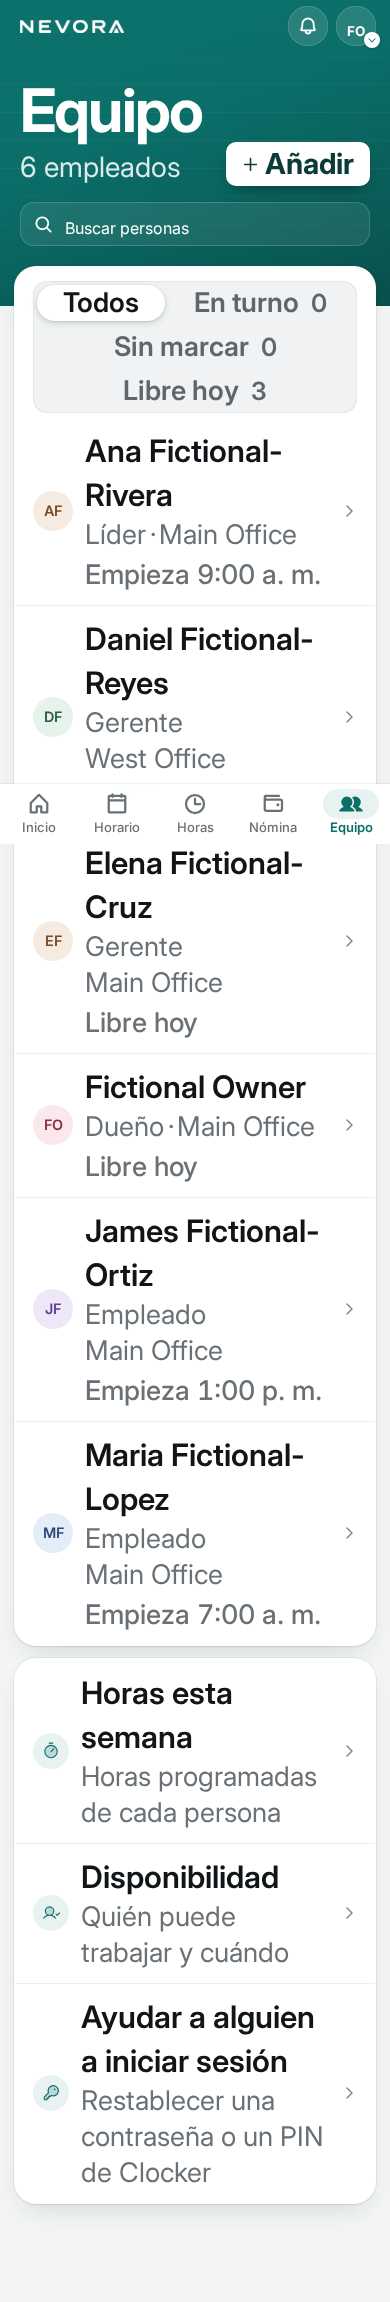 NEVORA
FO
Equipo
6 empleados
+ Añadir
Buscar personas
Todos
En turno 0
Sin marcar 0
Libre hoy 3
Ana Fictional-
Rivera
AF
Líder · Main Office
Empieza 9:00 a. m.
Daniel Fictional-
Reyes
DF
Gerente
West Office
Inicio
Horario
Horas
Nómina
Equipo
Elena Fictional-
Cruz
EF
Gerente
Main Office
Libre hoy
Fictional Owner
FO
Dueño · Main Office
Libre hoy
James Fictional-
Ortiz
JF
Empleado
Main Office
Empieza 1:00 p. m.
Maria Fictional-
Lopez
MF
Empleado
Main Office
Empieza 7:00 a. m.
Horas esta
semana
Horas programadas
de cada persona
Disponibilidad
Quién puede
trabajar y cuándo
Ayudar a alguien
a iniciar sesión
Restablecer una
contraseña o un PIN
de Clocker